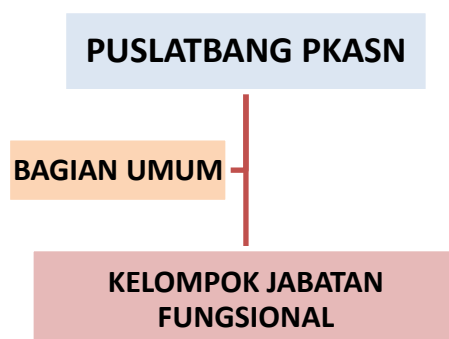 PUSLATBANG PKASN
BAGIAN UMUM
KELOMPOK JABATAN
FUNGSIONAL